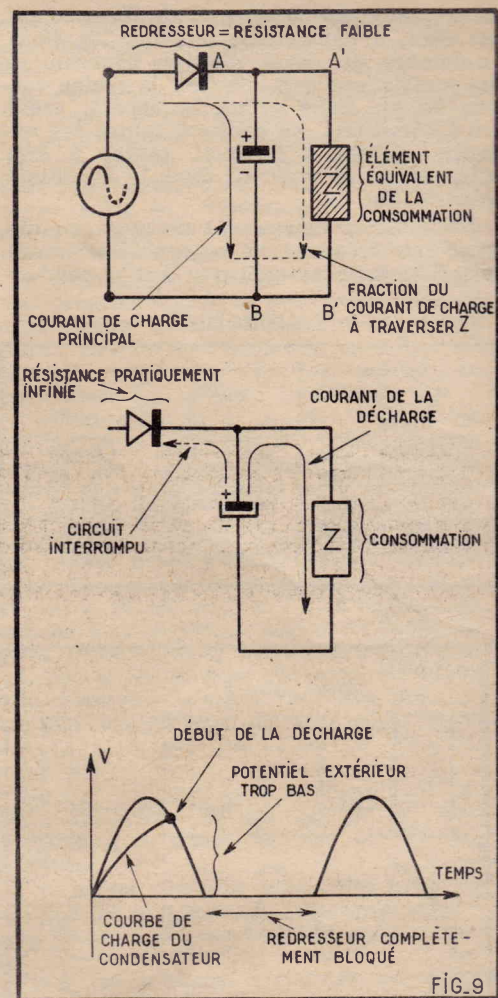 REDRESSEUR = RÉSISTANCE FAIBLE
A
A'
+
-
Z
ÉLÉMENT
ÉQUIVALENT
DE LA
CONSOMMATION
B
B'
COURANT DE CHARGE
PRINCIPAL
FRACTION DU
COURANT DE CHARGE
À TRAVERSER Z
RÉSISTANCE PRATIQUEMENT
INFINIE
COURANT DE LA
DÉCHARGE
+
-
CIRCUIT
INTERROMPU
Z
CONSOMMATION
V
DÉBUT DE LA DÉCHARGE
POTENTIEL EXTÉRIEUR
TROP BAS
TEMPS
COURBE DE
CHARGE DU
CONDENSATEUR
REDRESSEUR COMPLÈTE-
MENT BLOQUÉ
FIG_9